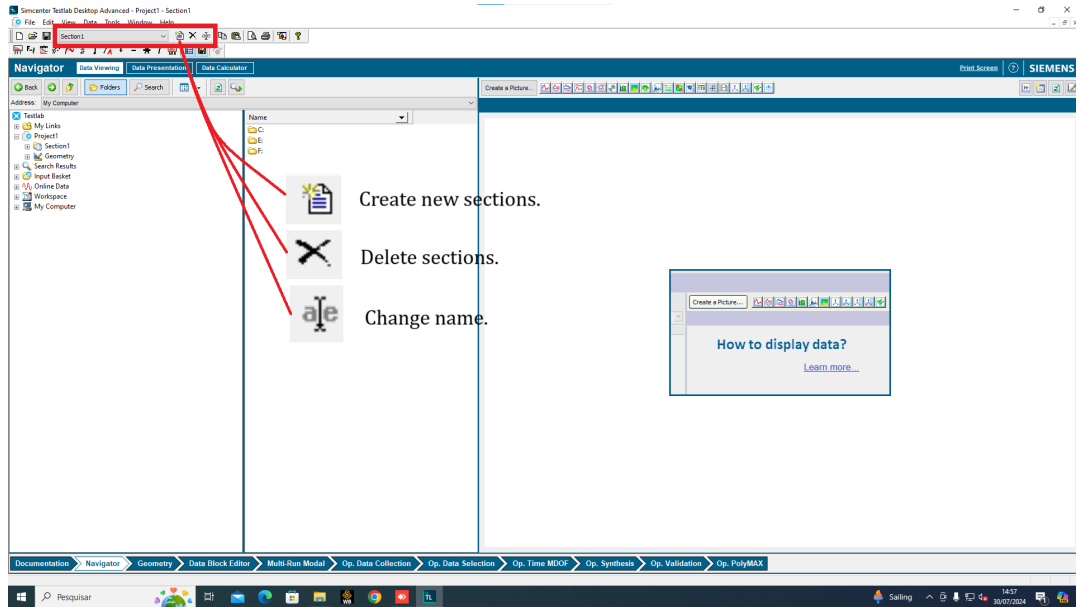 Simcenter Testlab Desktop Advanced - Project1 - Section1
File Edit View Data Tools Window Help
Section1
Navigator Data Viewing Data Presentation Data Calculator Print Screen SIEMENS
Back Folders Search
Create a Picture...
Address: My Computer
Testlab
My Links
Project1
Section1
Geometry
Search Results
Input Basket
Online Data
Workspace
My Computer
Name
C:
E:
F:
Create new sections.
Delete sections.
a e
Change name.
Create a Picture...
How to display data?
Learn more...
Documentation Navigator Geometry Data Block Editor Multi-Run Modal Op. Data Collection Op. Data Selection Op. Time MDOF Op. Synthesis Op. Validation Op. PolyMAX
Pesquisar
WB
TL
Sailing
14:57
30/07/2024